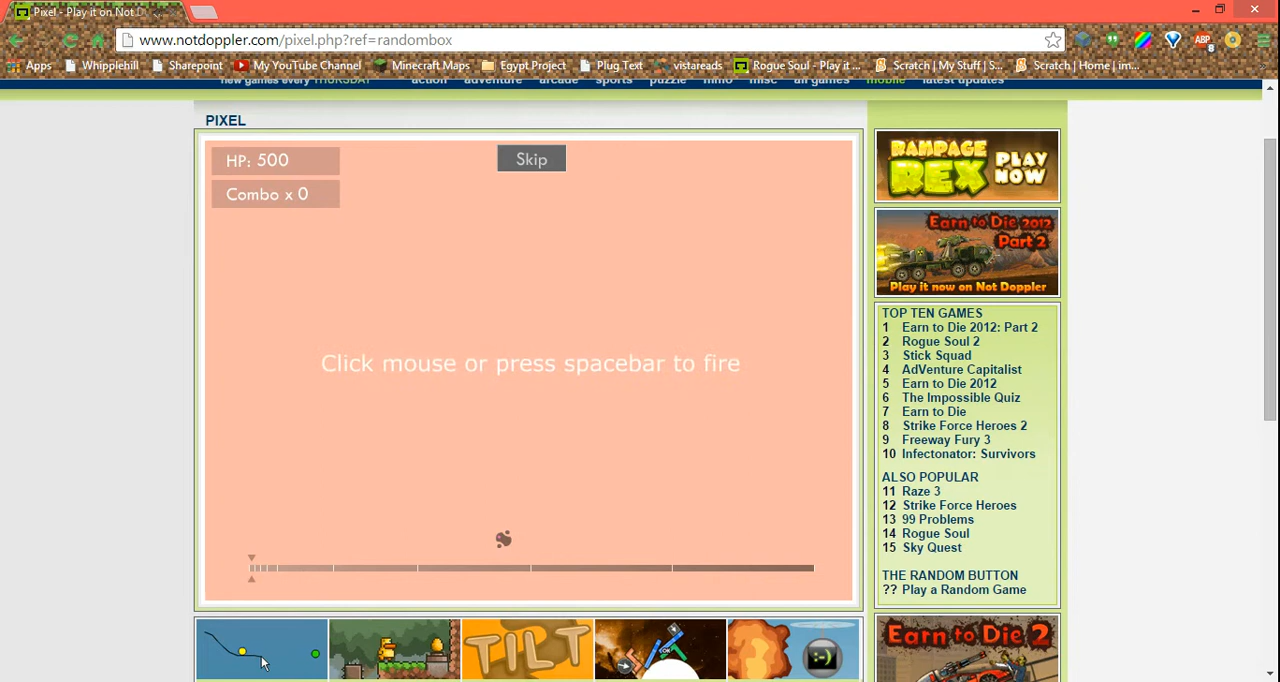 Pixel - Play it on Not D
www.notdoppler.com/pixel.php?ref=randombox
ABP
8
Apps Whipplehill Sharepoint My YouTube Channel Minecraft Maps Egypt Project Plug Text vistareads Rogue Soul - Play it ... Scratch | My Stuff | S... Scratch | Home | im...
new games every THURSDAY action adventure arcade sports puzzle nitro misc all games mobile latest updates
PIXEL
HP: 500
Skip
Combo x 0
Click mouse or press spacebar to fire
RAMPAGE
REX
PLAY
NOW
Earn to Die 2012
Part 2
Play it now on Not Doppler
TOP TEN GAMES
1 Earn to Die 2012: Part 2
2 Rogue Soul 2
3 Stick Squad
4 AdVenture Capitalist
5 Earn to Die 2012
6 The Impossible Quiz
7 Earn to Die
8 Strike Force Heroes 2
9 Freeway Fury 3
10 Infectonator: Survivors
ALSO POPULAR
11 Raze 3
12 Strike Force Heroes
13 99 Problems
14 Rogue Soul
15 Sky Quest
THE RANDOM BUTTON
?? Play a Random Game
TILT
:-)
Earn to Die 2